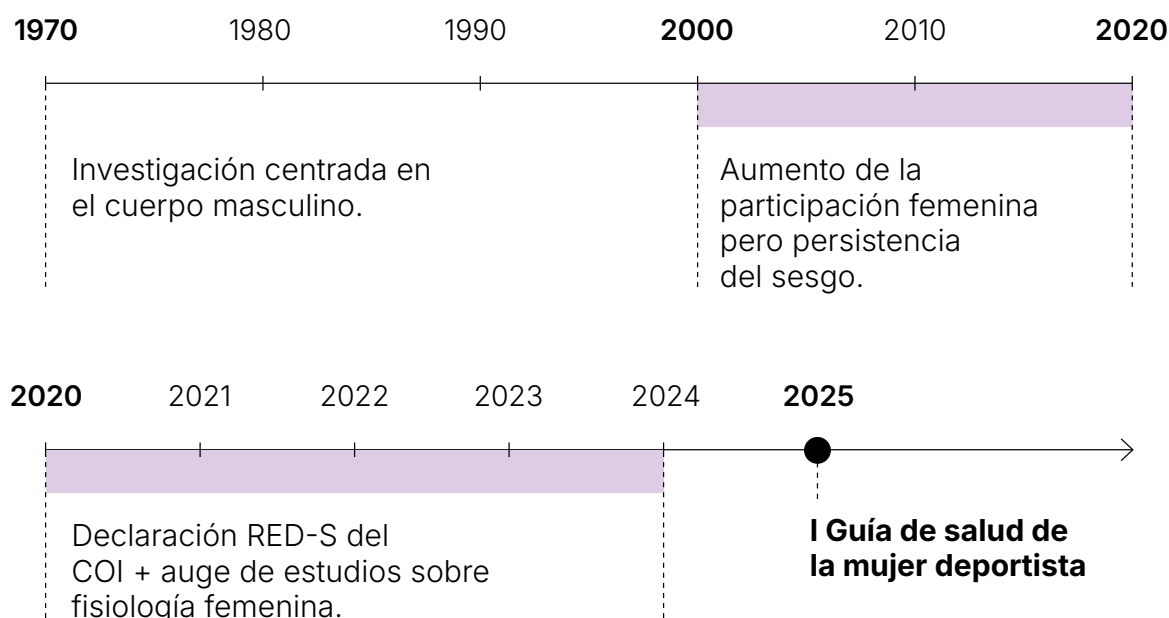 1970 1980 1990 2000 2010 2020
Investigación centrada en
el cuerpo masculino.
Aumento de la
participación femenina
pero persistencia
del sesgo.
2020 2021 2022 2023 2024 2025
Declaración RED-S del
COI + auge de estudios sobre
fisiología femenina.
I Guía de salud de
la mujer deportista